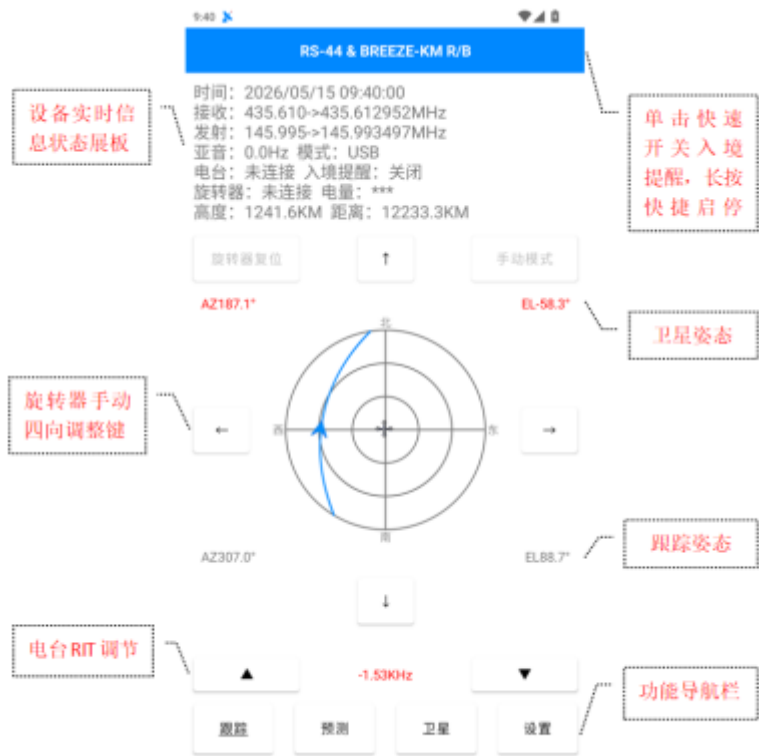 9:40
RS-44 & BREEZE-KM R/B
时间：2026/05/15 09:40:00
接收：435.610->435.612952MHz
发射：145.995->145.993497MHz
亚音：0.0Hz 模式：USB
电台：未连接 入境提醒：关闭
旋转器：未连接 电量：***
高度：1241.6KM 距离：12233.3KM
设备实时信
息状态展板
单击快速
开关入境
提醒，长按
快捷启停
旋转器复位
↑
手动模式
AZ187.1°
EL-58.3°
卫星姿态
北
旋转器手动
四向调整键
←
西
东
→
南
AZ307.0°
EL88.7°
跟踪姿态
↓
电台RIT调节
▲
-1.53KHz
▼
功能导航栏
跟踪
预测
卫星
设置